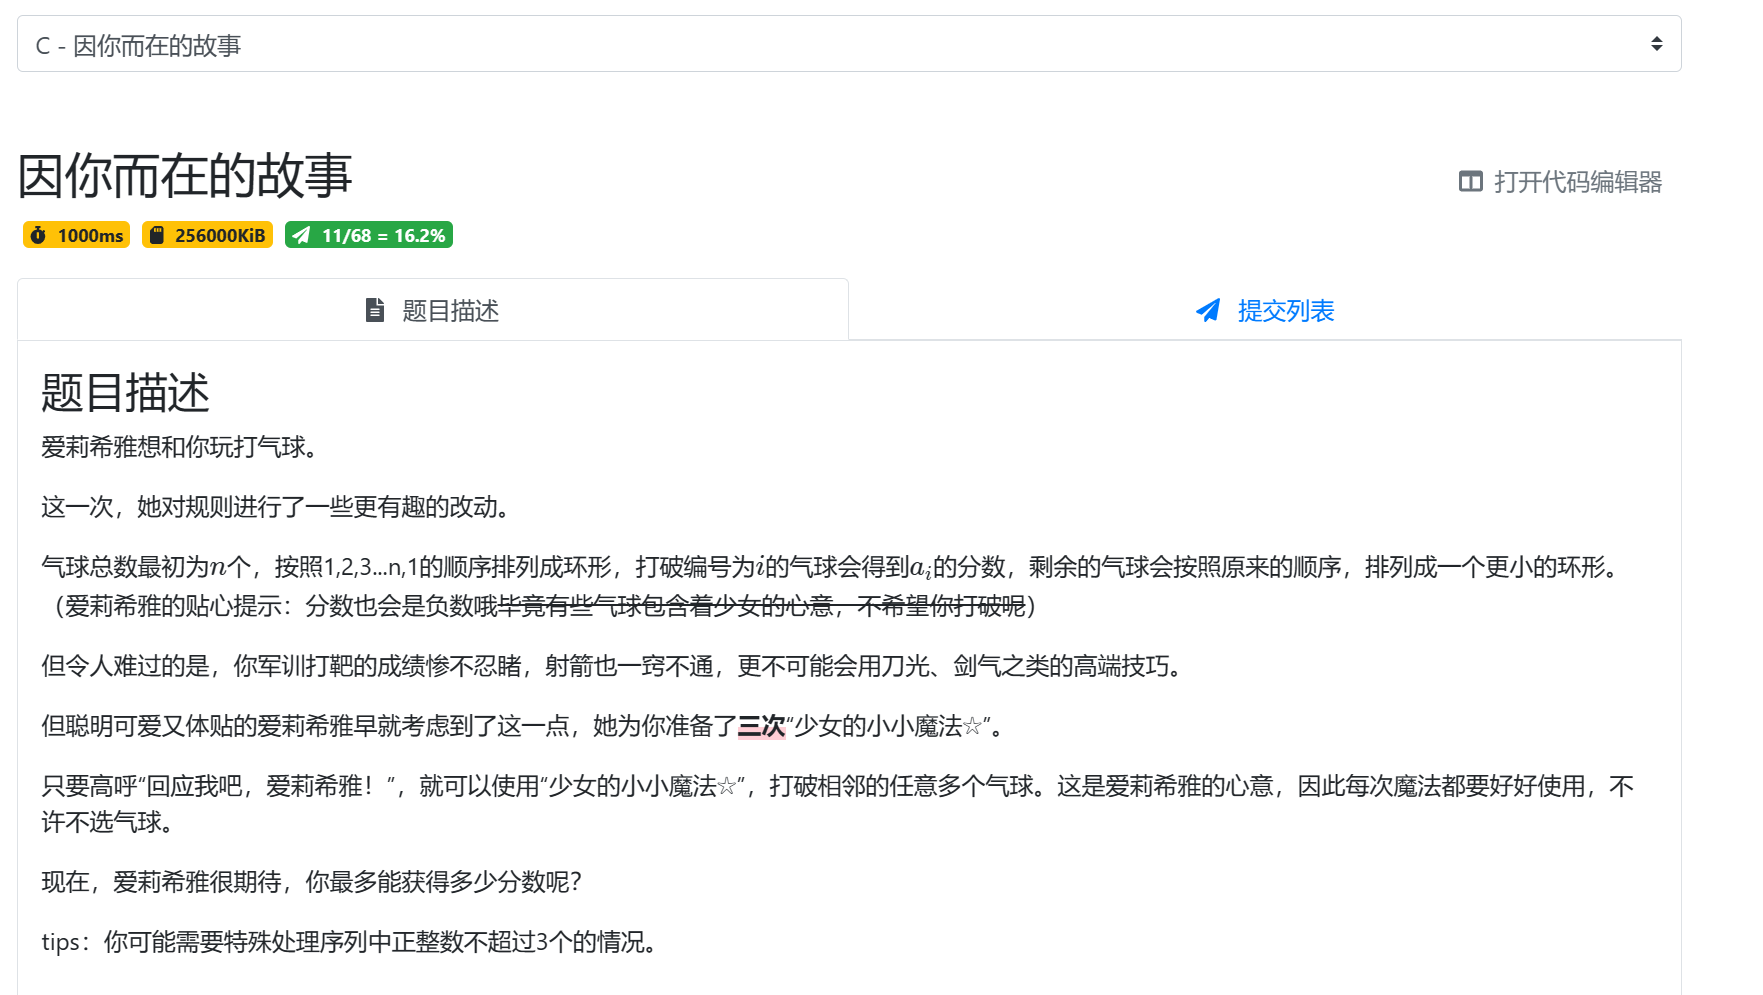 C - 因你而在的故事
因你而在的故事
打开代码编辑器
1000ms 256000KiB 11/68 = 16.2%
题目描述
提交列表
题目描述
爱莉希雅想和你玩打气球。
这一次，她对规则进行了一些更有趣的改动。
气球总数最初为n个，按照1,2,3...n,1的顺序排列成环形，打破编号为i的气球会得到aᵢ的分数，剩余的气球会按照原来的顺序，排列成一个更小的环形。
（爱莉希雅的贴心提示：分数也会是负数哦毕竟有些气球包含着少女的心意，不希望你打破呢）
但令人难过的是，你军训打靶的成绩惨不忍睹，射箭也一窍不通，更不可能会用刀光、剑气之类的高端技巧。
但聪明可爱又体贴的爱莉希雅早就考虑到了这一点，她为你准备了三次“少女的小小魔法☆”。
只要高呼“回应我吧，爱莉希雅！”，就可以使用“少女的小小魔法☆”，打破相邻的任意多个气球。这是爱莉希雅的心意，因此每次魔法都要好好使用，不
许不选气球。
现在，爱莉希雅很期待，你最多能获得多少分数呢？
tips：你可能需要特殊处理序列中正整数不超过3个的情况。